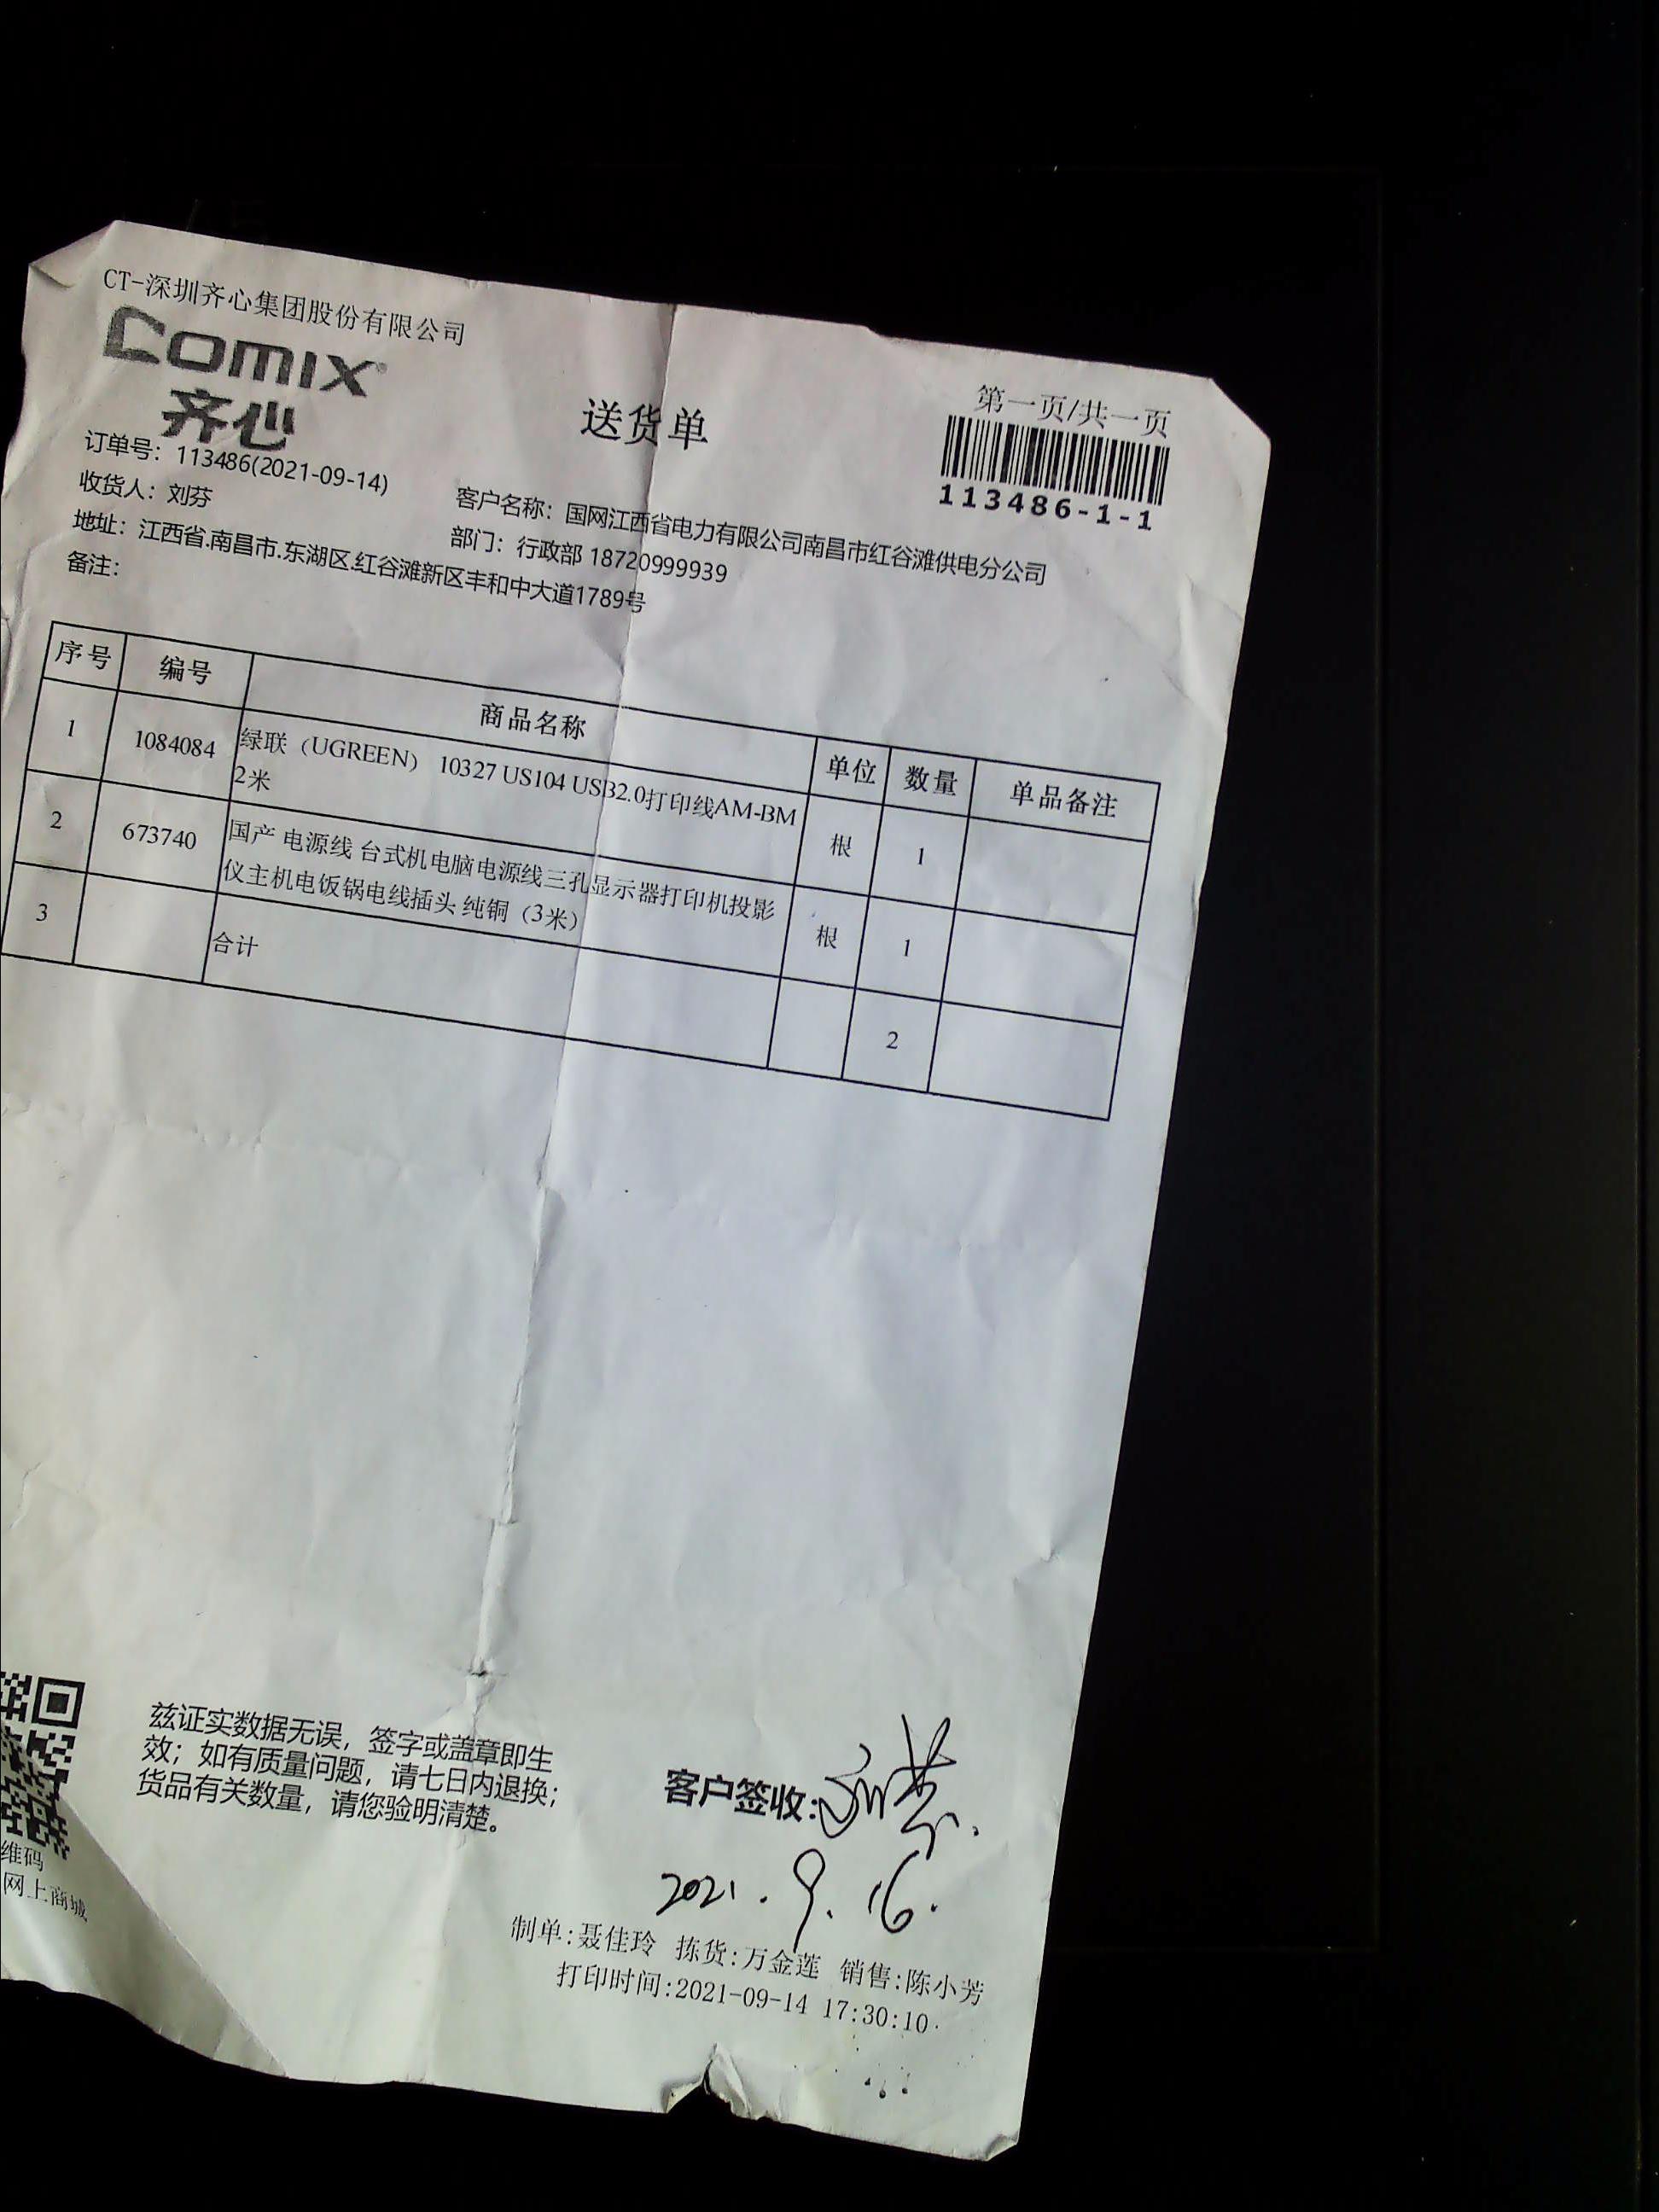 CT-深圳齐心集团股份有限公司
Comix
齐心
送货单
第一页/共一页
113486-1-1
订单号：113486(2021-09-14)
收货人：刘芬
客户名称：国网江西省电力有限公司南昌市红谷滩供电分公司
部门：行政部 18720999939
地址：江西省.南昌市.东湖区.红谷滩新区丰和中大道1789号
备注：
序号 编号 商品名称 单位 数量 单品备注
1 1084084 绿联（UGREEN） 10327 US104 USB2.0打印线AM-BM 根 1
2米
2 673740 国产 电源线 台式机电脑电源线三孔显示器打印机投影 根 1
仪主机电饭锅电线插头 纯铜（3米）
3 合计 2
兹证实数据无误，签字或盖章即生
效；如有质量问题，请七日内退换；
货品有关数量，请您验明清楚。
维码
网上商城
客户签收：刘芬
2021.9.16.
制单:聂佳玲 拣货:万金莲 销售:陈小芳
打印时间:2021-09-14 17:30:10